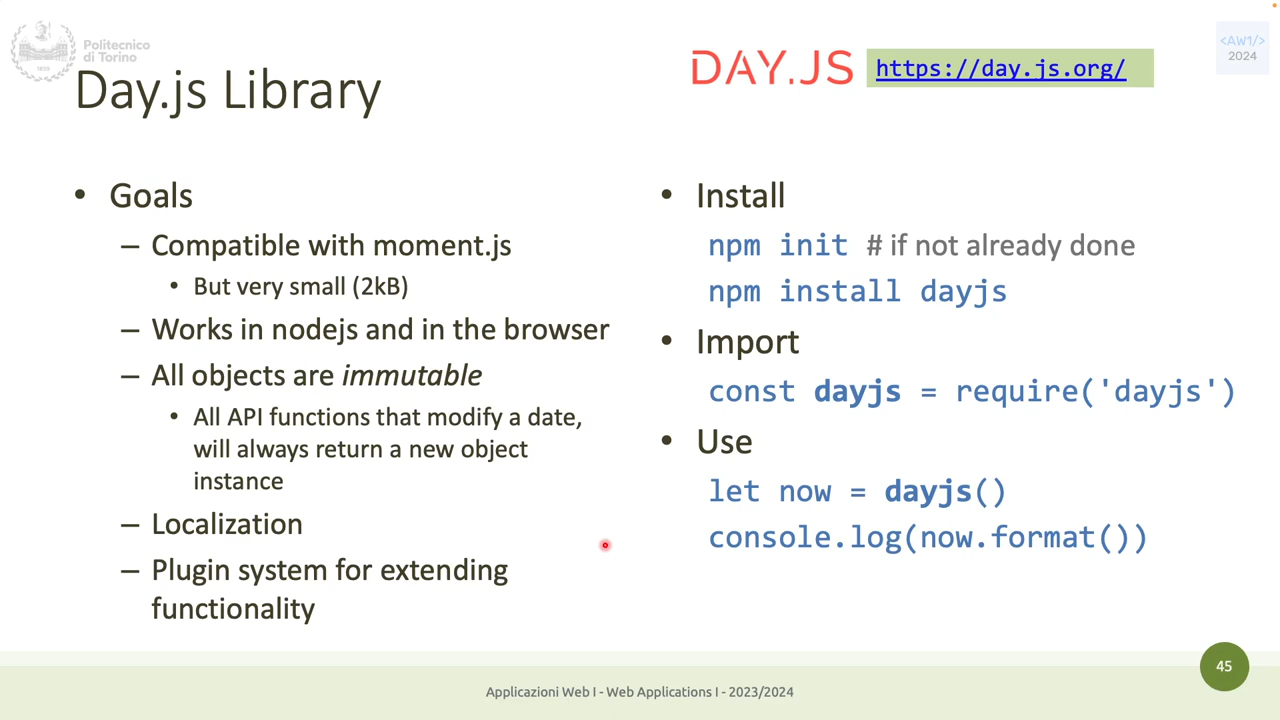 Politecnico
di Torino
1859
Day.js Library
DAY.JS
https://day.js.org/
<AW1/>
2024
• Goals
– Compatible with moment.js
• But very small (2kB)
– Works in nodejs and in the browser
– All objects are immutable
• All API functions that modify a date,
will always return a new object
instance
– Localization
– Plugin system for extending
functionality
• Install
npm init # if not already done
npm install dayjs
• Import
const dayjs = require('dayjs')
• Use
let now = dayjs()
console.log(now.format())
45
Applicazioni Web I - Web Applications I - 2023/2024